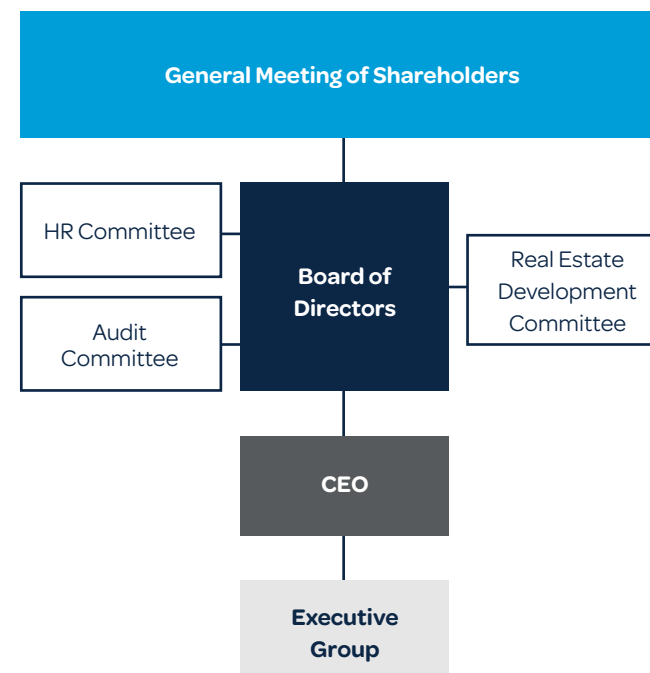 General Meeting of Shareholders
HR Committee
Audit
Committee
Board of
Directors
Real Estate
Development
Committee
CEO
Executive
Group